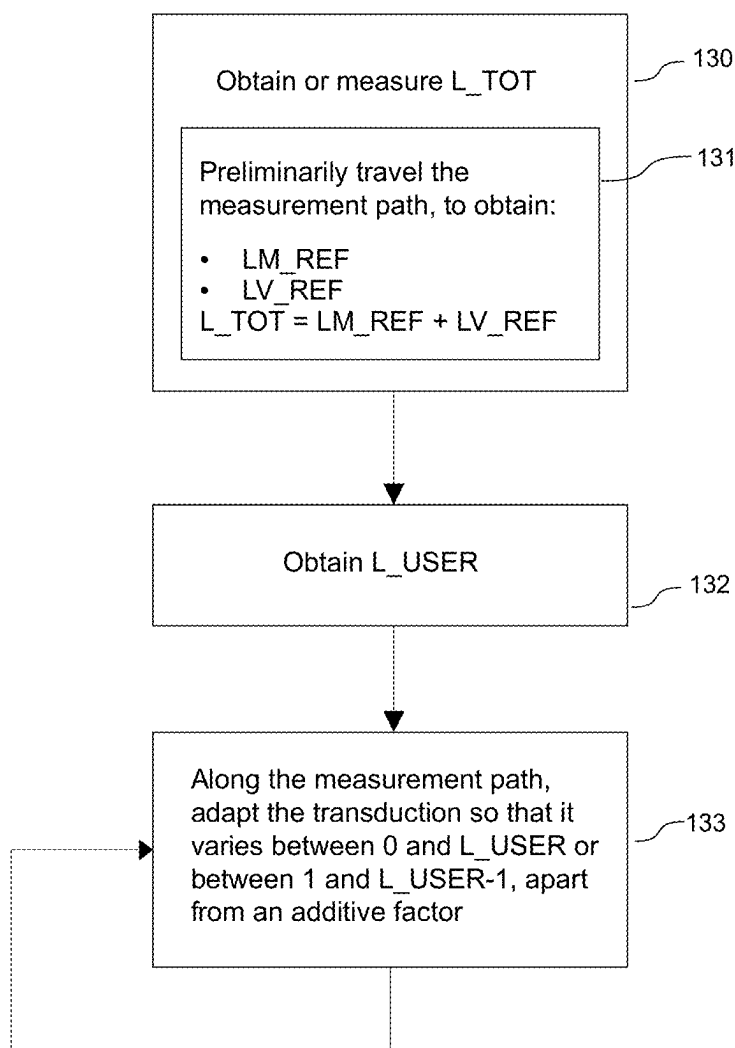 Obtain or measure L_TOT
130
Preliminarily travel the
measurement path, to obtain:
131
• LM_REF
• LV_REF
L_TOT = LM_REF + LV_REF
Obtain L_USER
132
Along the measurement path,
adapt the transduction so that it
varies between 0 and L_USER or
between 1 and L_USER-1, apart
from an additive factor
133